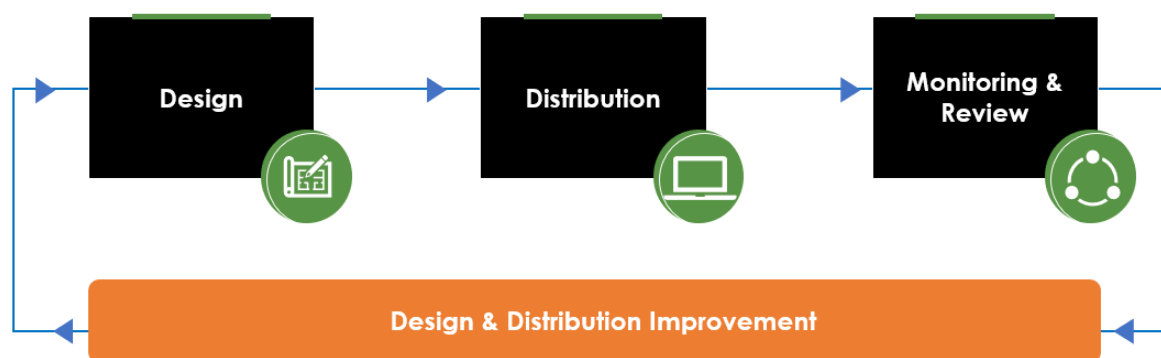 Design
Distribution
Monitoring &
Review
Design & Distribution Improvement